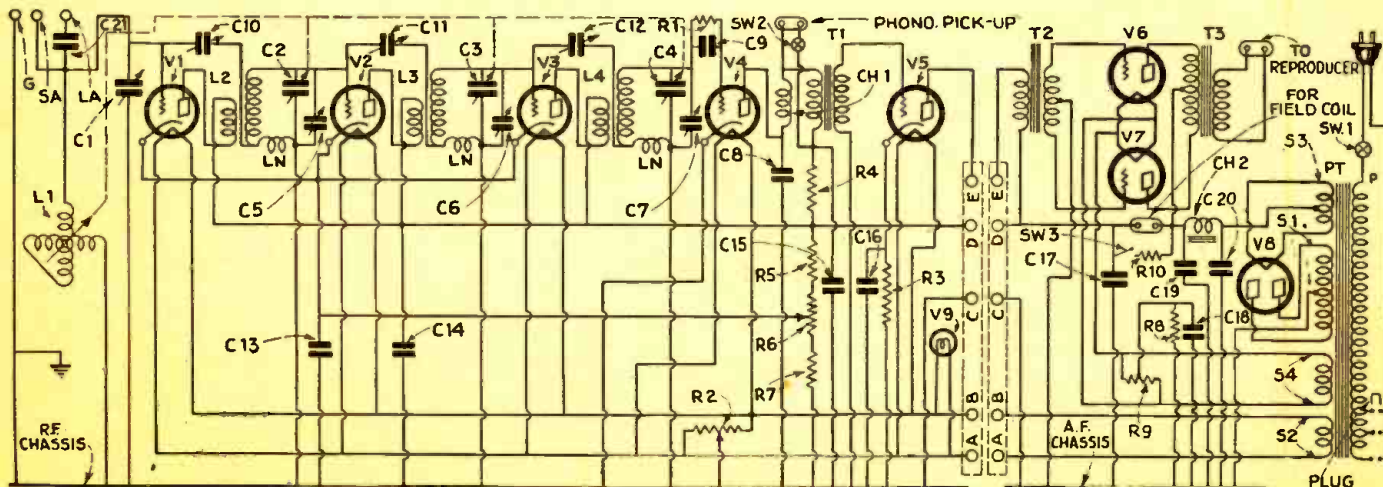 C21
C10
C11
C12
R1
SW2
PHONO. PICK-UP
T1
T2
V6
T3
TO
REPRODUCER
G
SA
LA
V1
L2
C2
V2
L3
C3
V3
L4
C4
C9
V4
CH 1
V5
FOR
FIELD COIL
V7
SW.1
C1
LN
LN
LN
C8
S3
PT
P
CH 2
L1
C5
C6
C7
R4
E
E
C20
S1.
C15
C16
D
D
SW3
C17
R10
V8
R5
R3
C19
C
C
C18
V9
R8
C13
C14
R6
R7
S4
R2
B
B
R9
RF.
CHASSIS
A
A
A.F.
CHASSIS
S2
PLUG